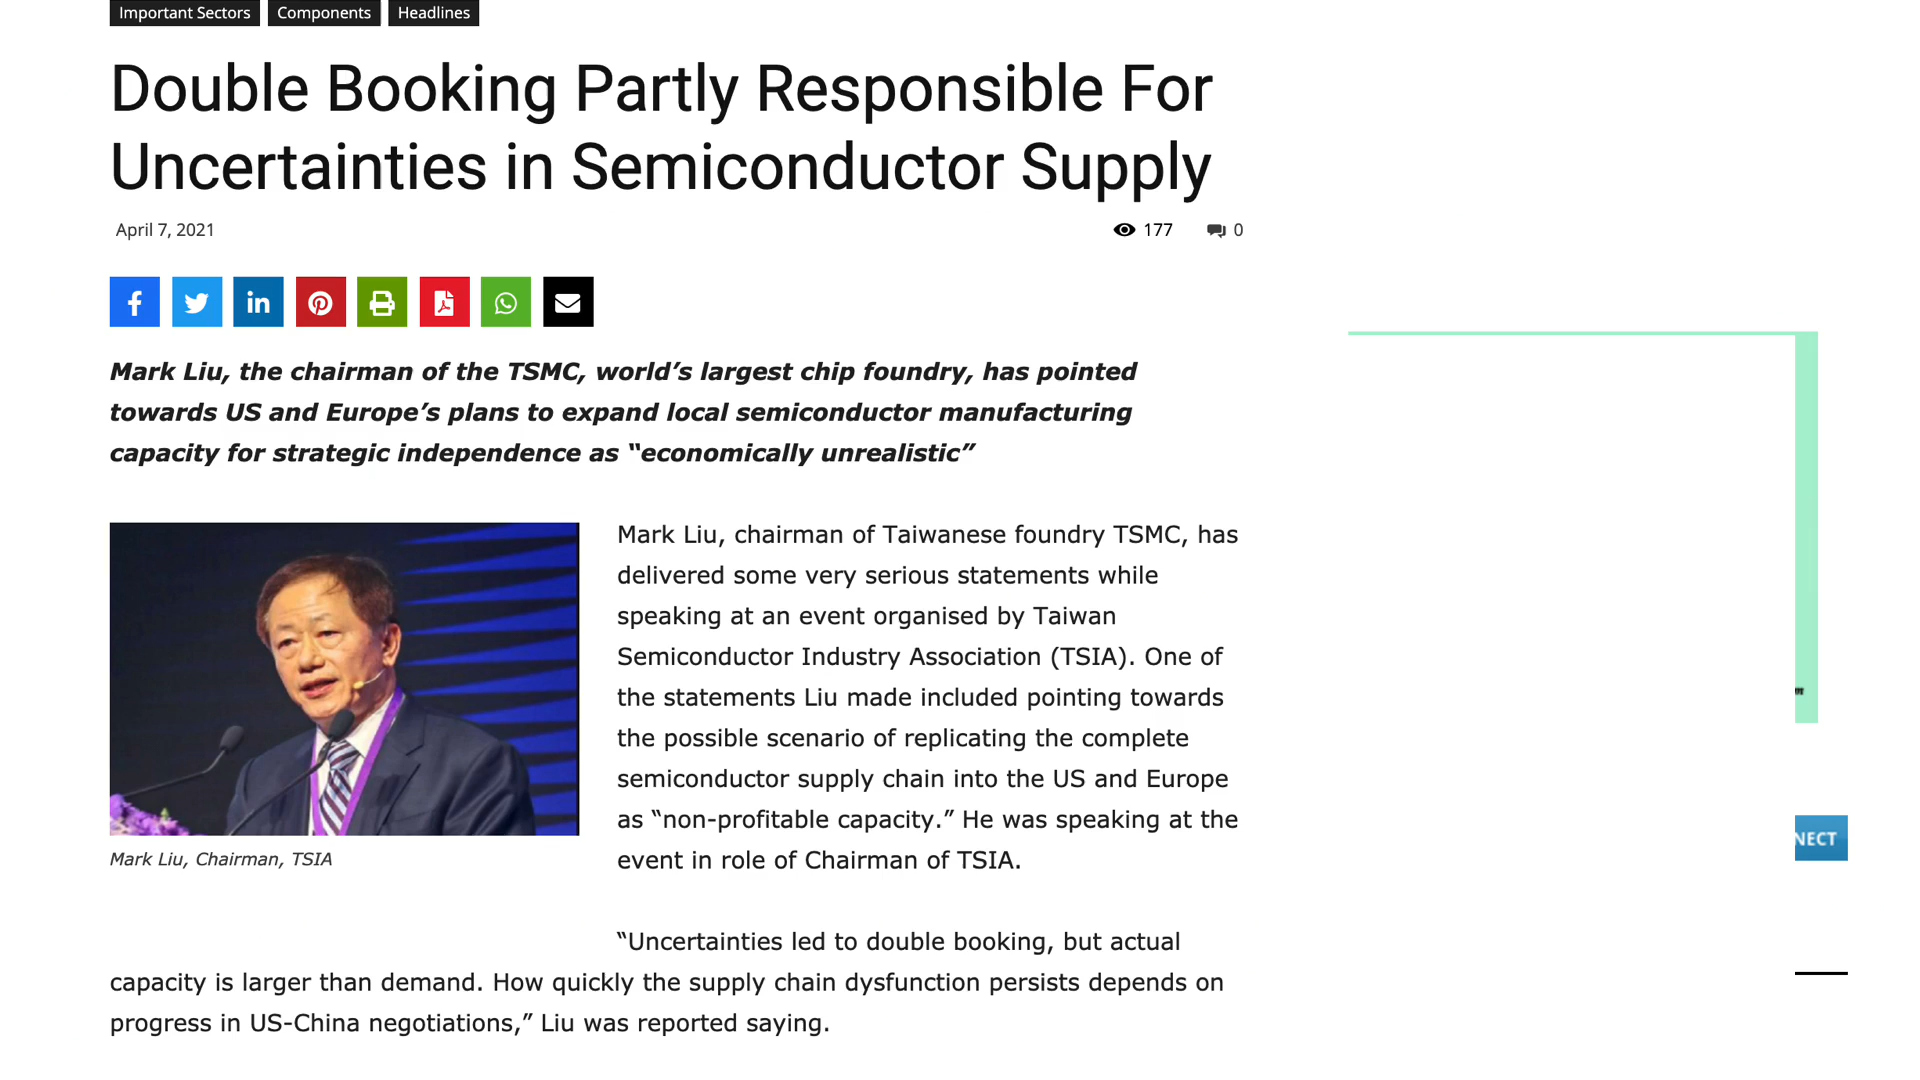 Important Sectors Components Headlines
Double Booking Partly Responsible For
Uncertainties in Semiconductor Supply
April 7, 2021 177 0
Mark Liu, the chairman of the TSMC, world’s largest chip foundry, has pointed
towards US and Europe’s plans to expand local semiconductor manufacturing
capacity for strategic independence as “economically unrealistic”
Mark Liu, chairman of Taiwanese foundry TSMC, has
delivered some very serious statements while
speaking at an event organised by Taiwan
Semiconductor Industry Association (TSIA). One of
the statements Liu made included pointing towards
the possible scenario of replicating the complete
semiconductor supply chain into the US and Europe
as “non-profitable capacity.” He was speaking at the
event in role of Chairman of TSIA.
Mark Liu, Chairman, TSIA
“Uncertainties led to double booking, but actual
capacity is larger than demand. How quickly the supply chain dysfunction persists depends on
progress in US-China negotiations,” Liu was reported saying.
NECT